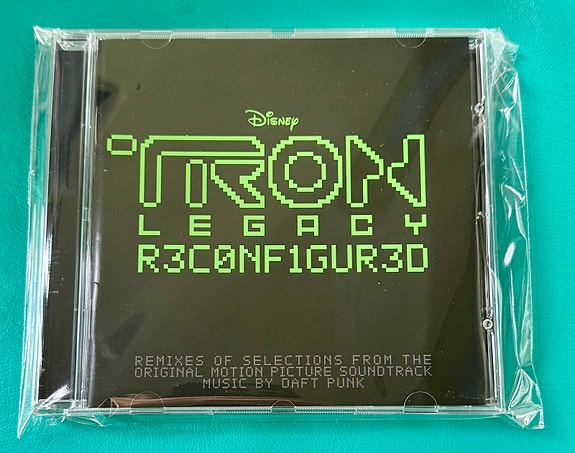 Disney
TRON
LEGACY
R3C0NF1GUR3D
REMIXES OF SELECTIONS FROM THE
ORIGINAL MOTION PICTURE SOUNDTRACK
MUSIC BY DAFT PUNK